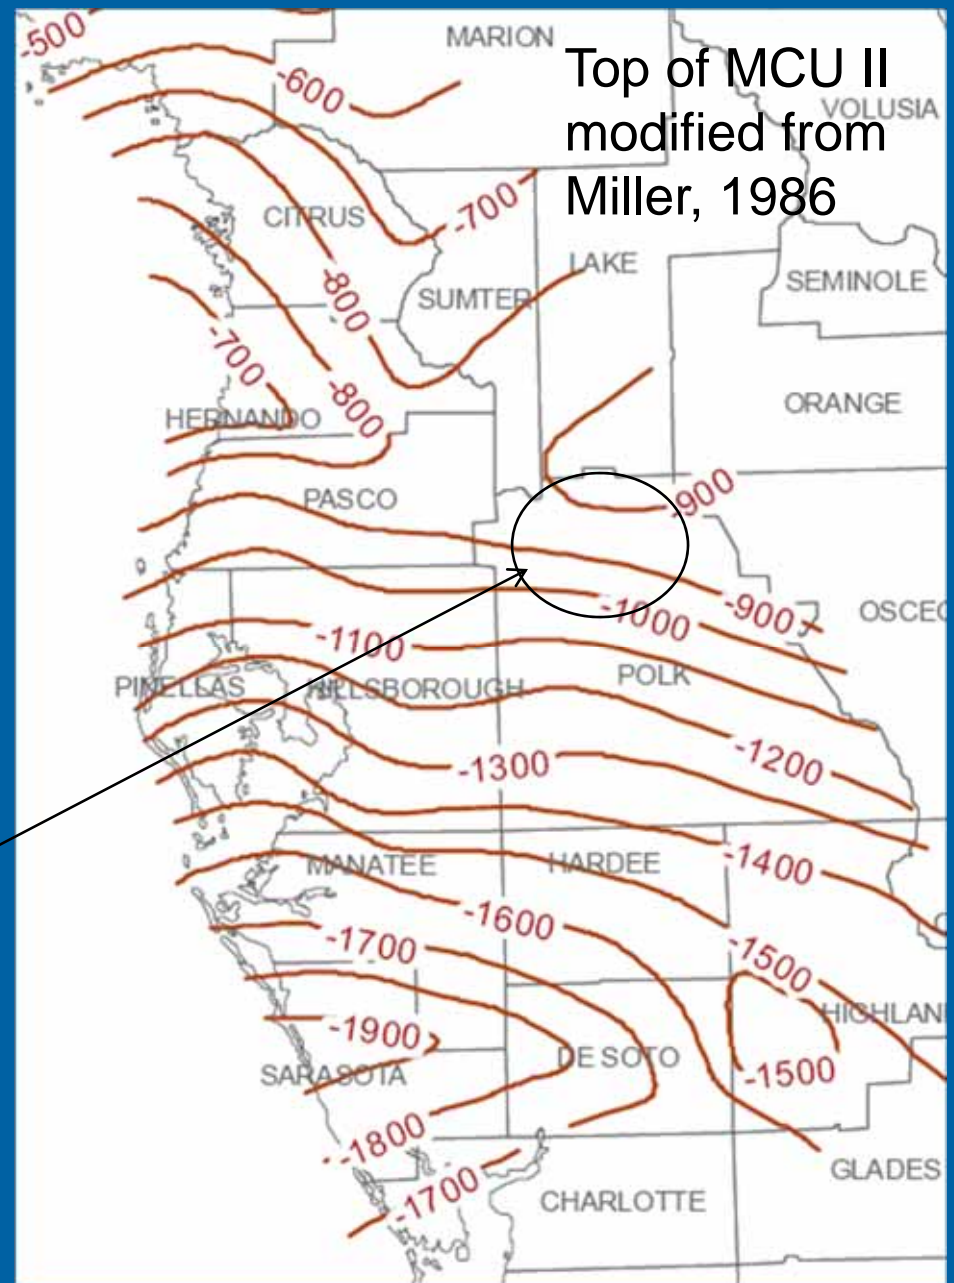 -500
MARION
Top of MCU II
modified from
Miller, 1986
-600
VOLUSIA
-700
CITRUS
LAKE
SEMINOLE
-800
SUMTER
-700
-800
HERNANDO
ORANGE
PASCO
-900
-900
-1000
OSCEO
-1100
POLK
PINELLAS
HILLSBOROUGH
-1200
-1300
MANATEE
HARDEE
-1400
-1600
-1700
-1500
HIGHLAN
-1900
DE SOTO
-1500
SARASOTA
-1800
GLADES
-1700
CHARLOTTE